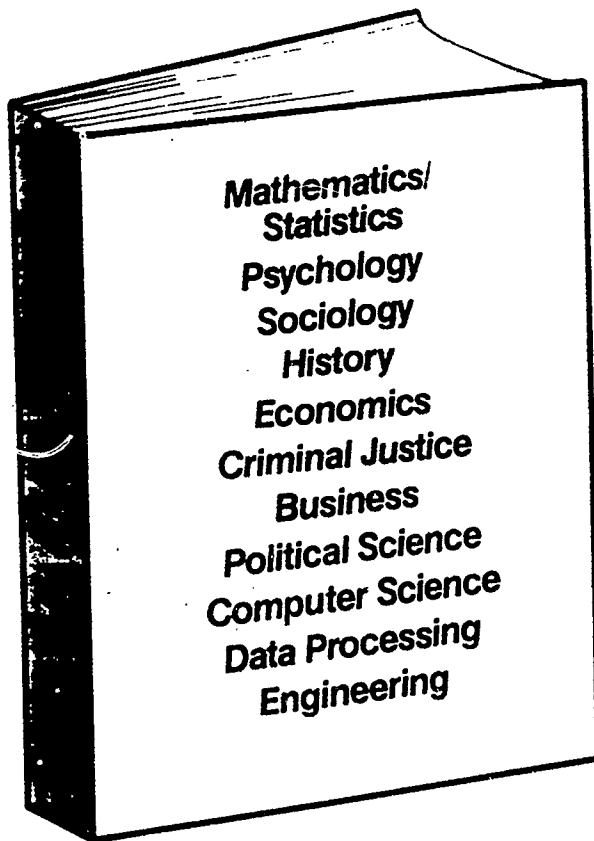 Mathematics/
Statistics
Psychology
Sociology
History
Economics
Criminal Justice
Business
Political Science
Computer Science
Data Processing
Engineering